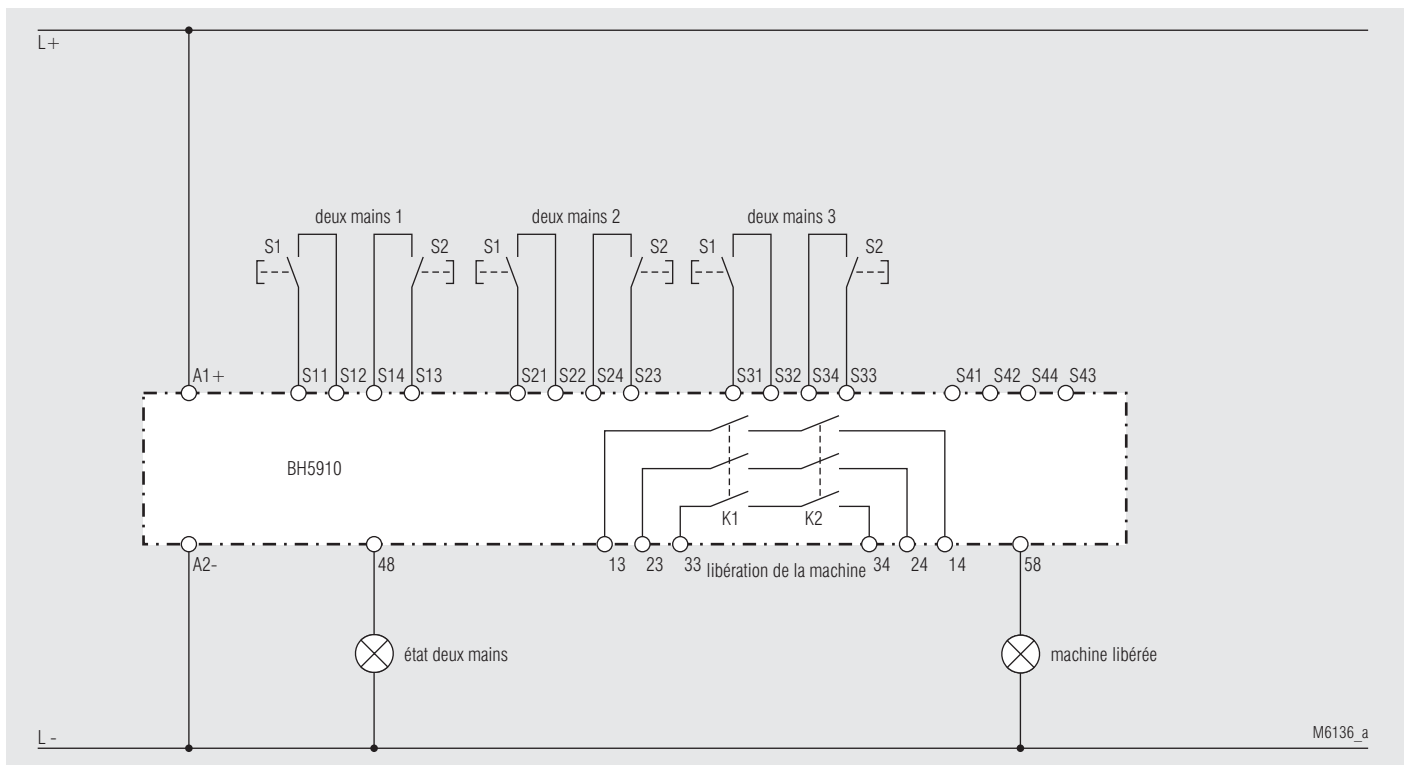 L+
deux mains 1
deux mains 2
deux mains 3
S1 S2 S1 S2 S1 S2
A1+ S11 S12 S14 S13 S21 S22 S24 S23 S31 S32 S34 S33 S41 S42 S44 S43
BH5910
K1 K2
A2- 48 13 23 33 libération de la machine 34 24 14 58
état deux mains
machine libérée
L -
M6136_a